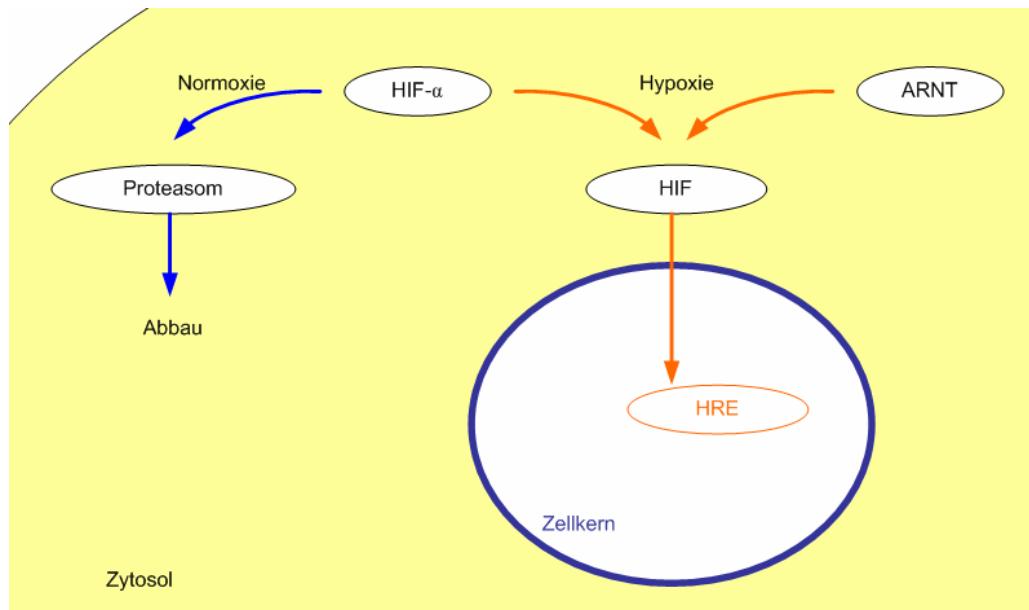 Normoxie
HIF-α
Hypoxie
ARNT
Proteasom
HIF
Abbau
HRE
Zellkern
Zytosol